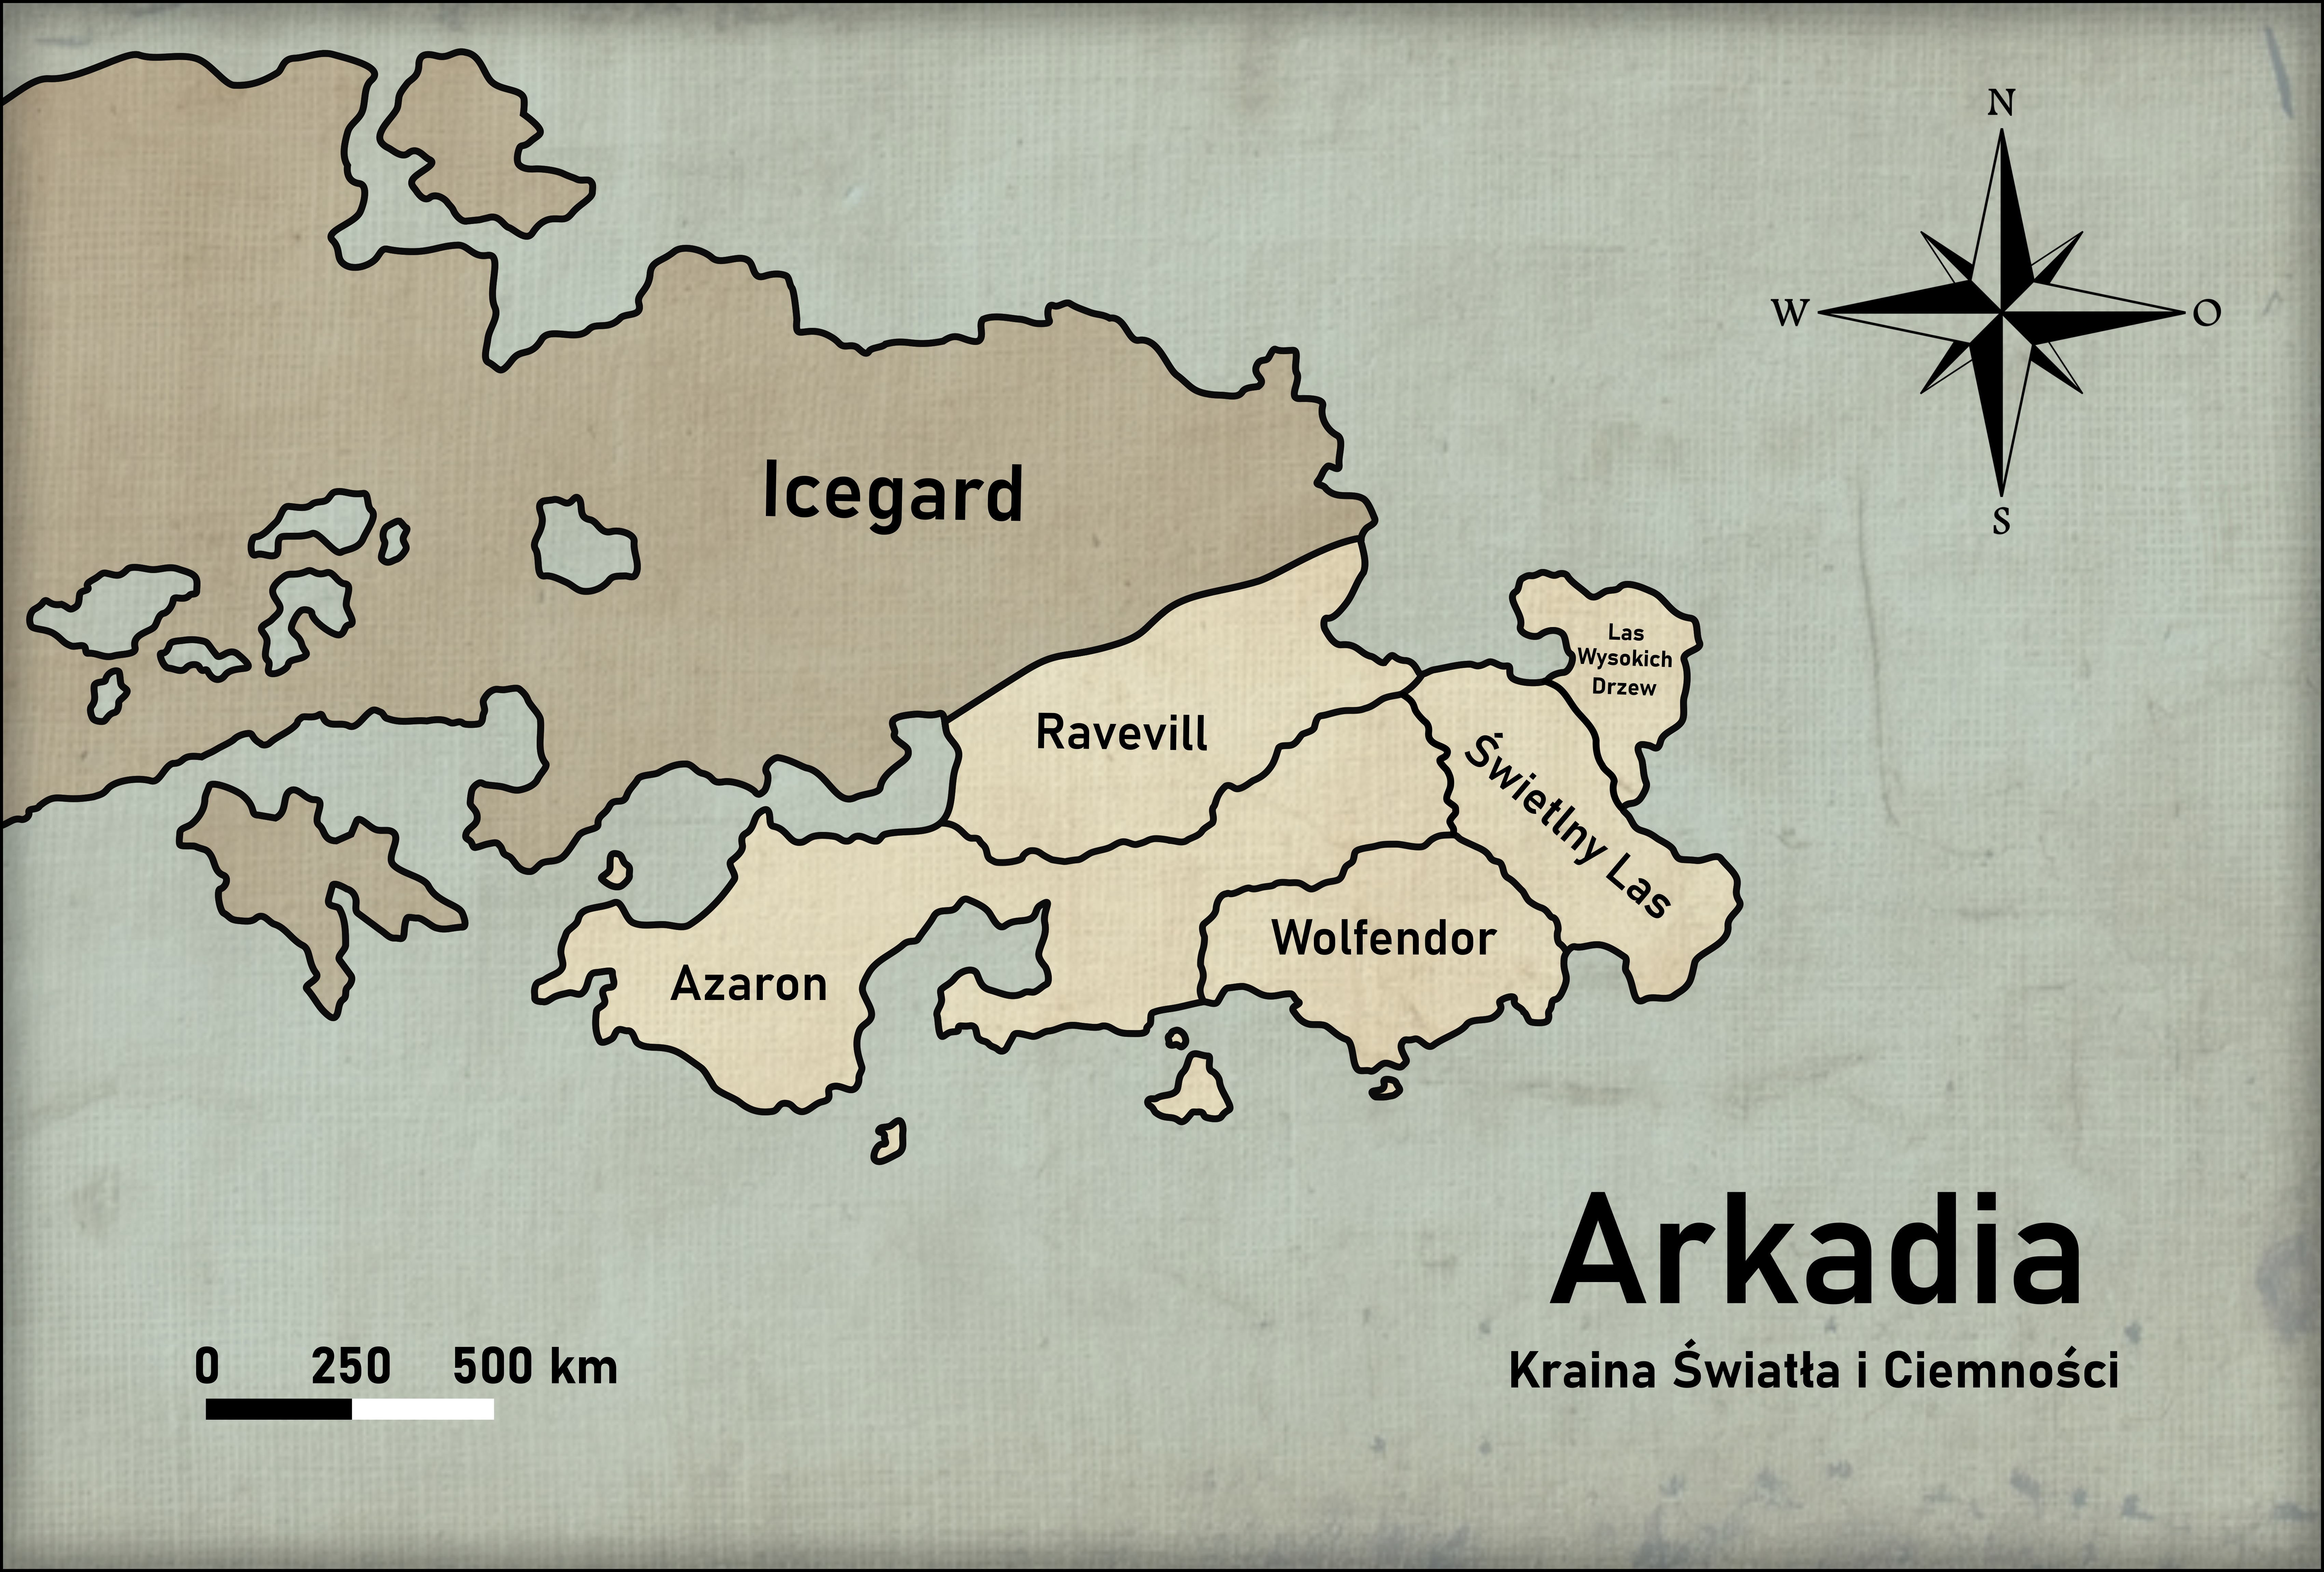 N
W
O
S
Icegard
Las
Wysokich
Drzew
Ravevill
Świetlny Las
Wolfendor
Azaron
Arkadia
Kraina Światła i Ciemności
0 250 500 km